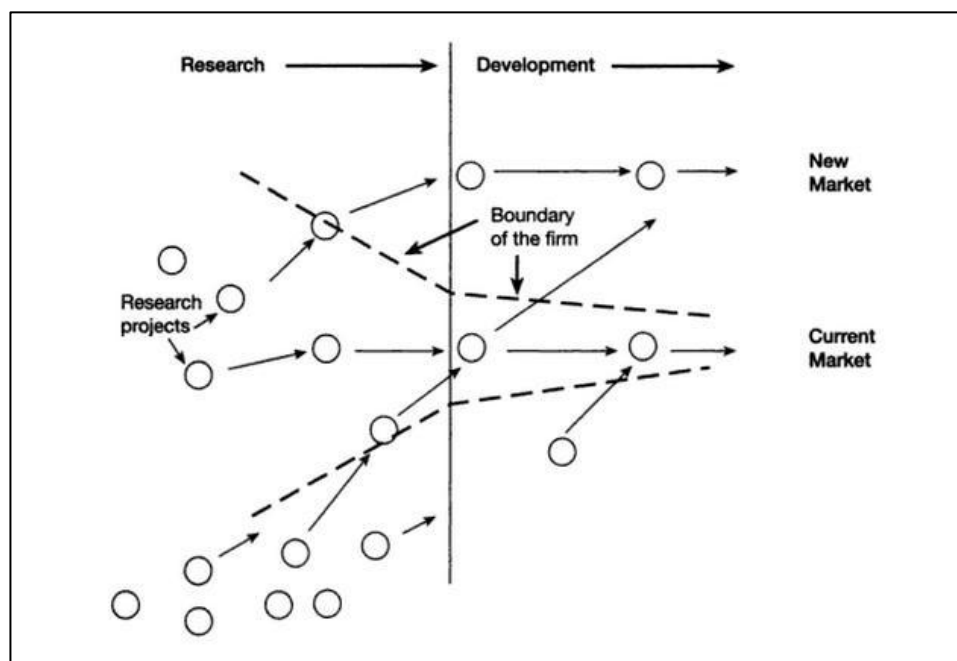 Research
Development
New
Market
Boundary
of the firm
Research
projects
Current
Market